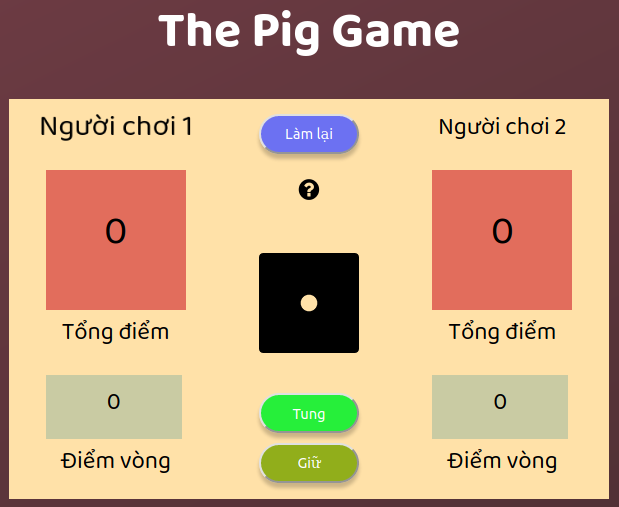 The Pig Game
Người chơi 1
Làm lại
Người chơi 2
?
0
0
Tổng điểm
Tổng điểm
0
Tung
0
Điểm vòng
Giữ
Điểm vòng